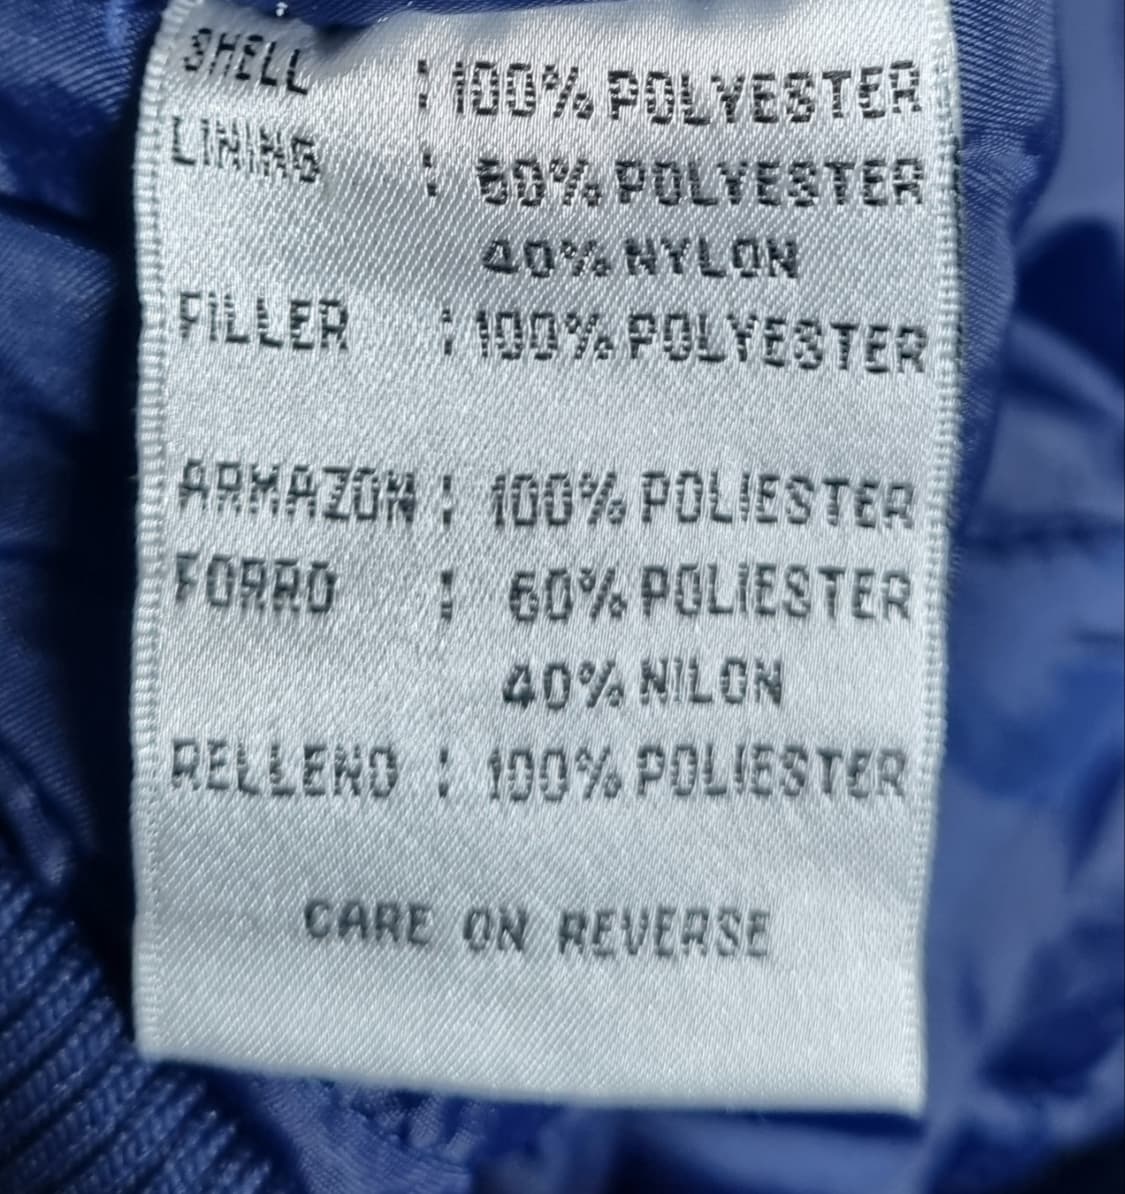 SHELL : 100% POLYESTER
LINING : 60% POLYESTER
40% NYLON
FILLER : 100% POLYESTER
ARMAZON : 100% POLIESTER
FORRO : 60% POLIESTER
40% NILON
RELLENO : 100% POLIESTER
CARE ON REVERSE